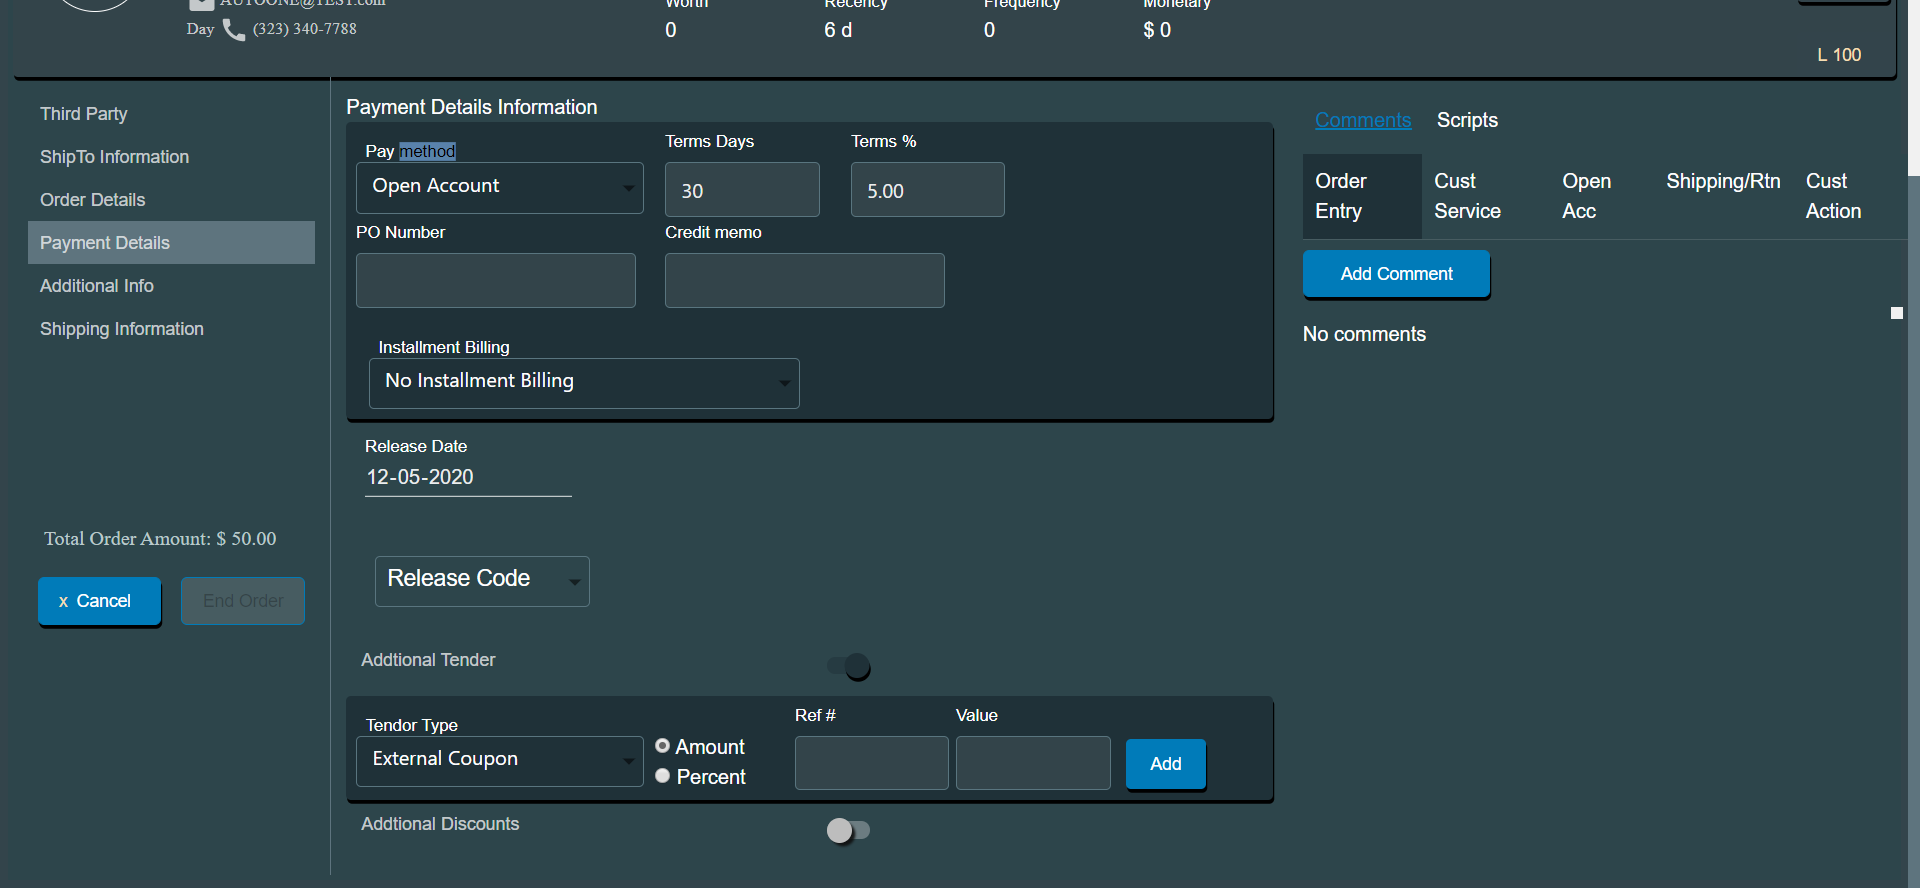 AUTOONE@TEST.com
Day (323) 340-7788
Worth Recency Frequency Monetary
0 6 d 0 $ 0
L 100
Third Party
ShipTo Information
Order Details
Payment Details
Additional Info
Shipping Information
Total Order Amount: $ 50.00
x Cancel End Order
Payment Details Information
Pay method Terms Days Terms %
Open Account 30 5.00
PO Number Credit memo
Installment Billing
No Installment Billing
Release Date
12-05-2020
Release Code
Addtional Tender
Tendor Type Ref # Value
External Coupon
Amount
Percent
Add
Addtional Discounts
Comments Scripts
Order Entry
Cust Service
Open Acc
Shipping/Rtn
Cust Action
Add Comment
No comments